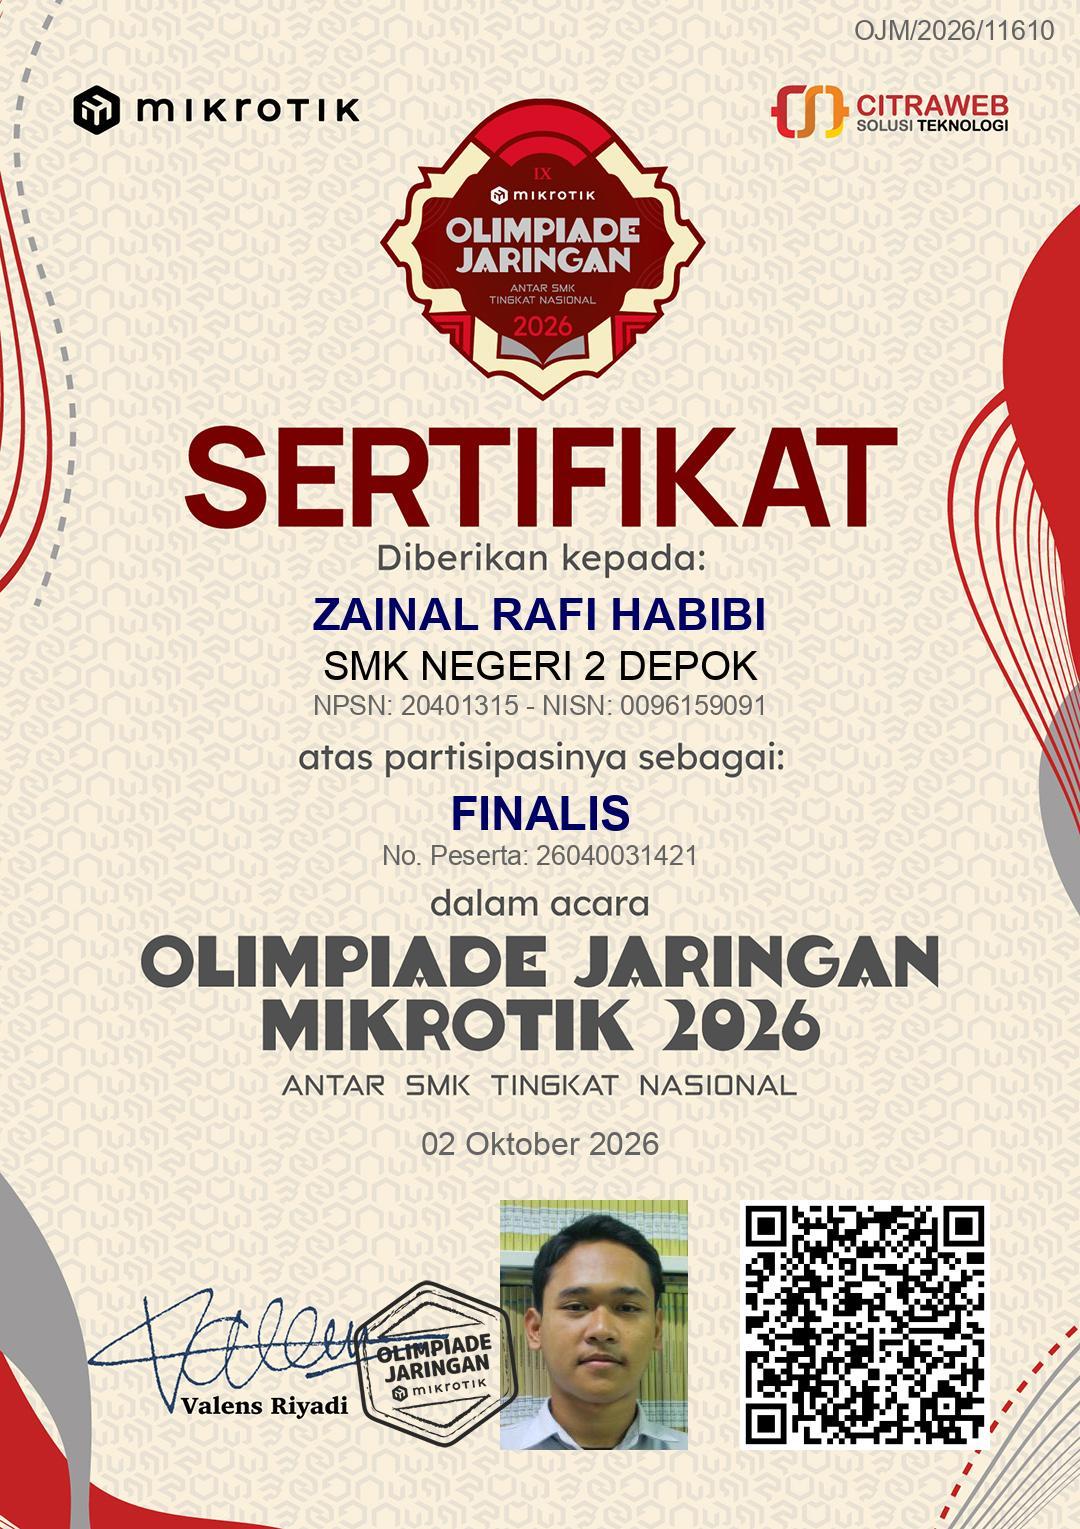 OJM/2026/11610
mikrotik
CITRAWEB
SOLUSI TEKNOLOGI
IX
mikrotik
OLIMPIADE
JARINGAN
ANTAR SMK
TINGKAT NASIONAL
2026
SERTIFIKAT
Diberikan kepada:
ZAINAL RAFI HABIBI
SMK NEGERI 2 DEPOK
NPSN: 20401315 - NISN: 0096159091
atas partisipasinya sebagai:
FINALIS
No. Peserta: 26040031421
dalam acara
OLIMPIADE JARINGAN
MIKROTIK 2026
ANTAR SMK TINGKAT NASIONAL
02 Oktober 2026
Valens Riyadi
OLIMPIADE
JARINGAN
mikrotik